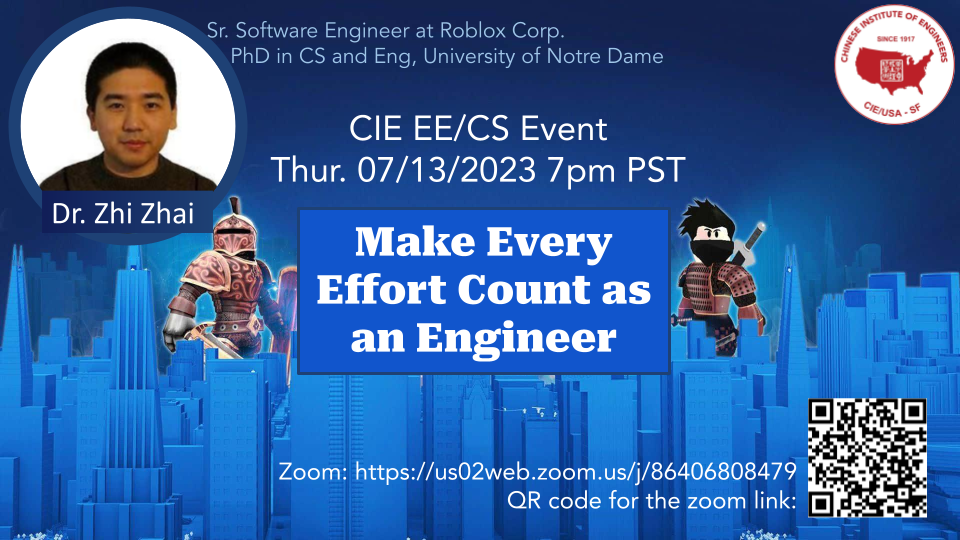 Sr. Software Engineer at Roblox Corp.
PhD in CS and Eng, University of Notre Dame
CHINESE INSTITUTE OF ENGINEERS
SINCE 1917
CIE/USA - SF
CIE EE/CS Event
Thur. 07/13/2023 7pm PST
Dr. Zhi Zhai
Make Every
Effort Count as
an Engineer
Zoom: https://us02web.zoom.us/j/86406808479
QR code for the zoom link: